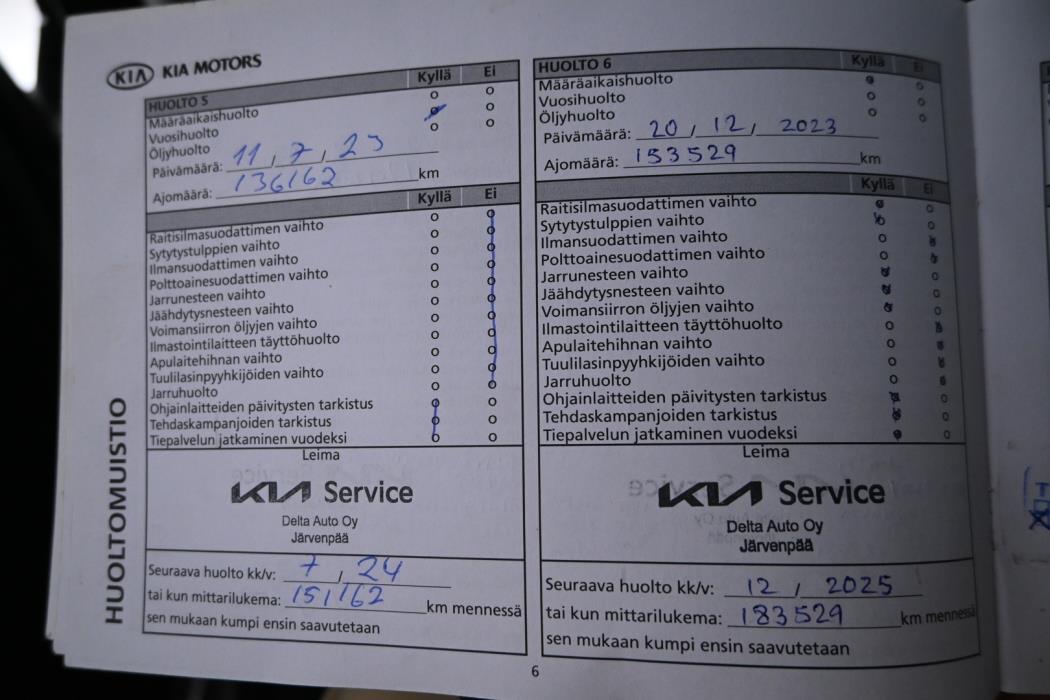 KIA KIA MOTORS
HUOLTO 5 Kyllä Ei
Määräaikaishuolto
Vuosihuolto
Öljyhuolto
Päivämäärä: 11 / 7 / 23
Ajomäärä: 136162 km
Kyllä Ei
Raitisilmasuodattimen vaihto
Sytytystulppien vaihto
Ilmansuodattimen vaihto
Polttoainesuodattimen vaihto
Jarrunesteen vaihto
Jäähdytysnesteen vaihto
Voimansiirron öljyjen vaihto
Ilmastointilaitteen täyttöhuolto
Apulaitehihnan vaihto
Tuulilasinpyyhkijöiden vaihto
Jarruhuolto
Ohjainlaitteiden päivitysten tarkistus
Tehdaskampanjoiden tarkistus
Tiepalvelun jatkaminen vuodeksi
Leima
KIA Service
Delta Auto Oy
Järvenpää
Seuraava huolto kk/v: 7 / 24
tai kun mittarilukema: 151162 km mennessä
sen mukaan kumpi ensin saavutetaan
HUOLTOMUISTIO
HUOLTO 6 Kyllä Ei
Määräaikaishuolto
Vuosihuolto
Öljyhuolto
Päivämäärä: 20 / 12 / 2023
Ajomäärä: 153529 km
Kyllä Ei
Raitisilmasuodattimen vaihto
Sytytystulppien vaihto
Ilmansuodattimen vaihto
Polttoainesuodattimen vaihto
Jarrunesteen vaihto
Jäähdytysnesteen vaihto
Voimansiirron öljyjen vaihto
Ilmastointilaitteen täyttöhuolto
Apulaitehihnan vaihto
Tuulilasinpyyhkijöiden vaihto
Jarruhuolto
Ohjainlaitteiden päivitysten tarkistus
Tehdaskampanjoiden tarkistus
Tiepalvelun jatkaminen vuodeksi
Leima
KIA Service
Delta Auto Oy
Järvenpää
Seuraava huolto kk/v: 12 / 2025
tai kun mittarilukema: 183529 km mennessä
sen mukaan kumpi ensin saavutetaan
6